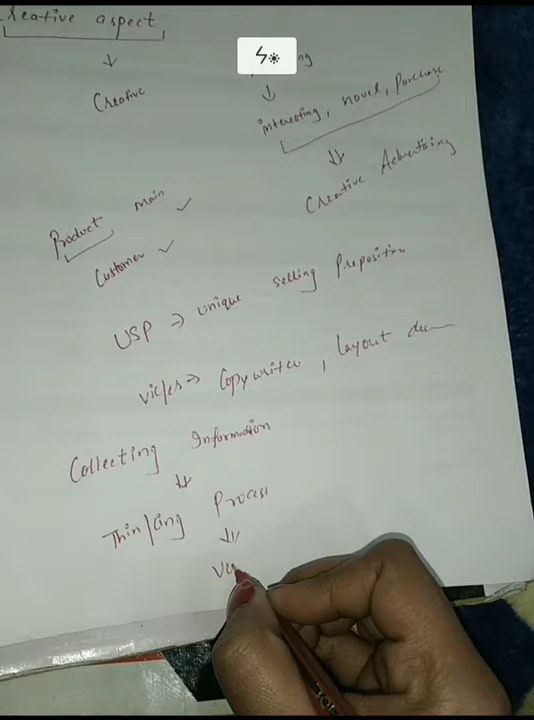 Creative aspect
↓ ↓
Creative interesting, novel, Purchase
⇓
Creative Advertising
Product main ✓
Customer ✓
USP ⇒ unique selling Preposition
Copywriter, Layout
Collecting Information
⇓
Thinking Process
⇓